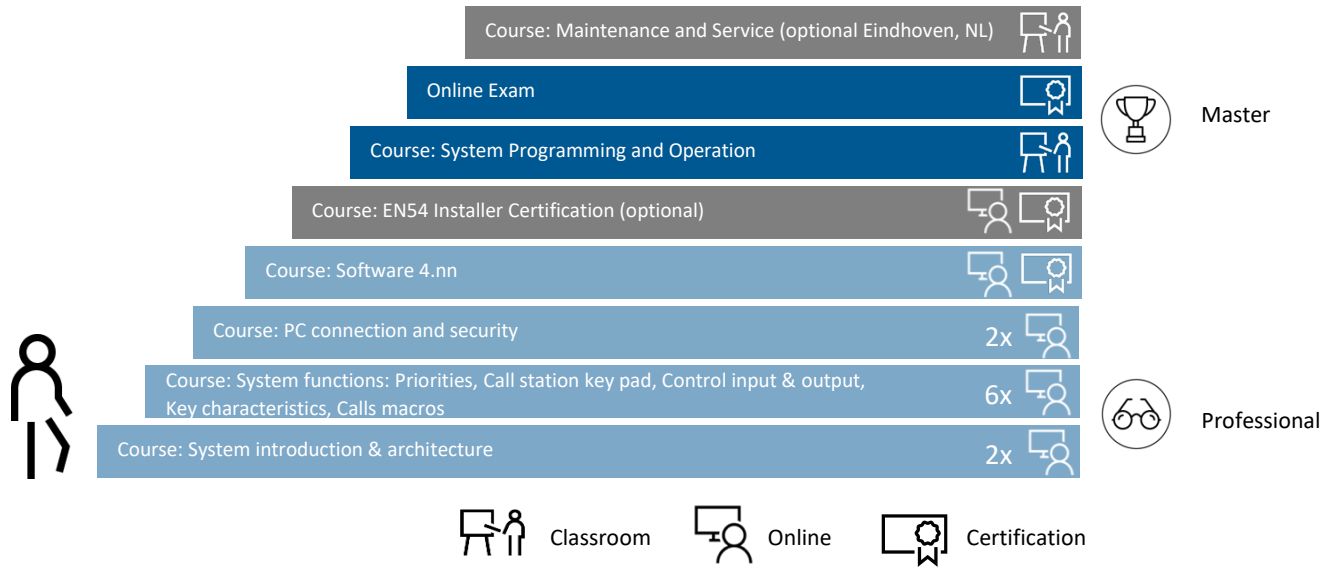 Course: Maintenance and Service (optional Eindhoven, NL)
Online Exam
Master
Course: System Programming and Operation
Course: EN54 Installer Certification (optional)
Course: Software 4.nn
Course: PC connection and security
2x
Course: System functions: Priorities, Call station key pad, Control input & output,
Key characteristics, Calls macros
6x
Professional
Course: System introduction & architecture
2x
Classroom
Online
Certification